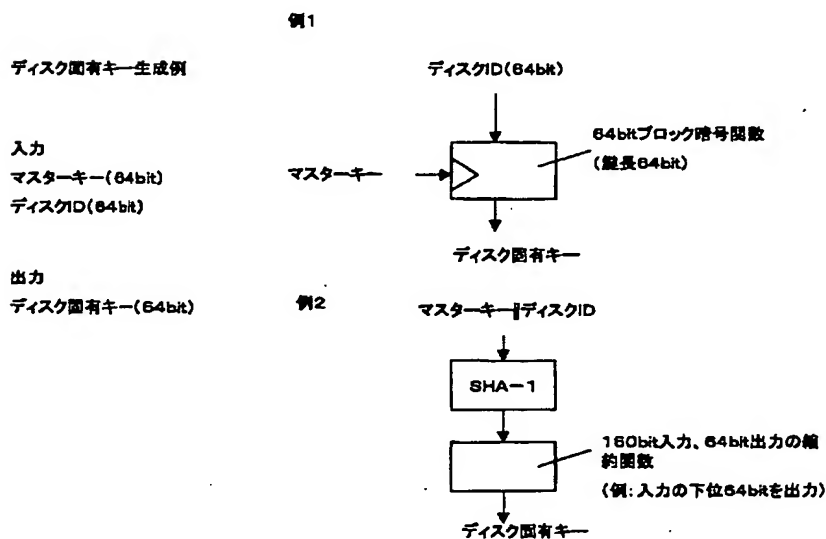 例1
ディスク固有キー生成例
ディスクID(64bit)
64bitブロック暗号関数
(鍵長64bit)
入力
マスターキー(64bit)
ディスクID(64bit)
マスターキー
ディスク固有キー
出力
ディスク固有キー(64bit)
例2
マスターキー||ディスクID
SHA-1
160bit入力、64bit出力の縮
約関数
(例:入力の下位64bitを出力)
ディスク固有キー